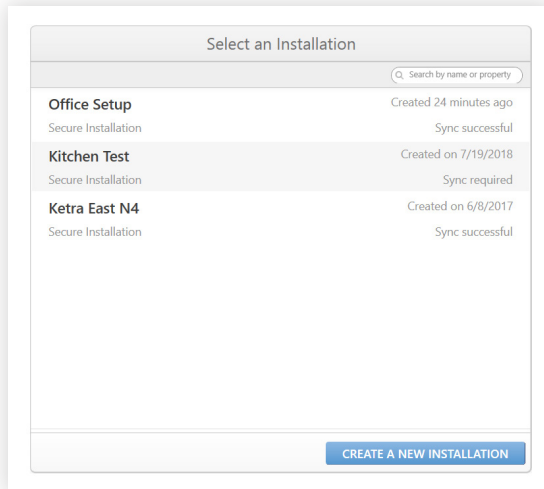 Select an Installation
Search by name or property
Office Setup Created 24 minutes ago
Secure Installation Sync successful
Kitchen Test Created on 7/19/2018
Secure Installation Sync required
Ketra East N4 Created on 6/8/2017
Secure Installation Sync successful
CREATE A NEW INSTALLATION